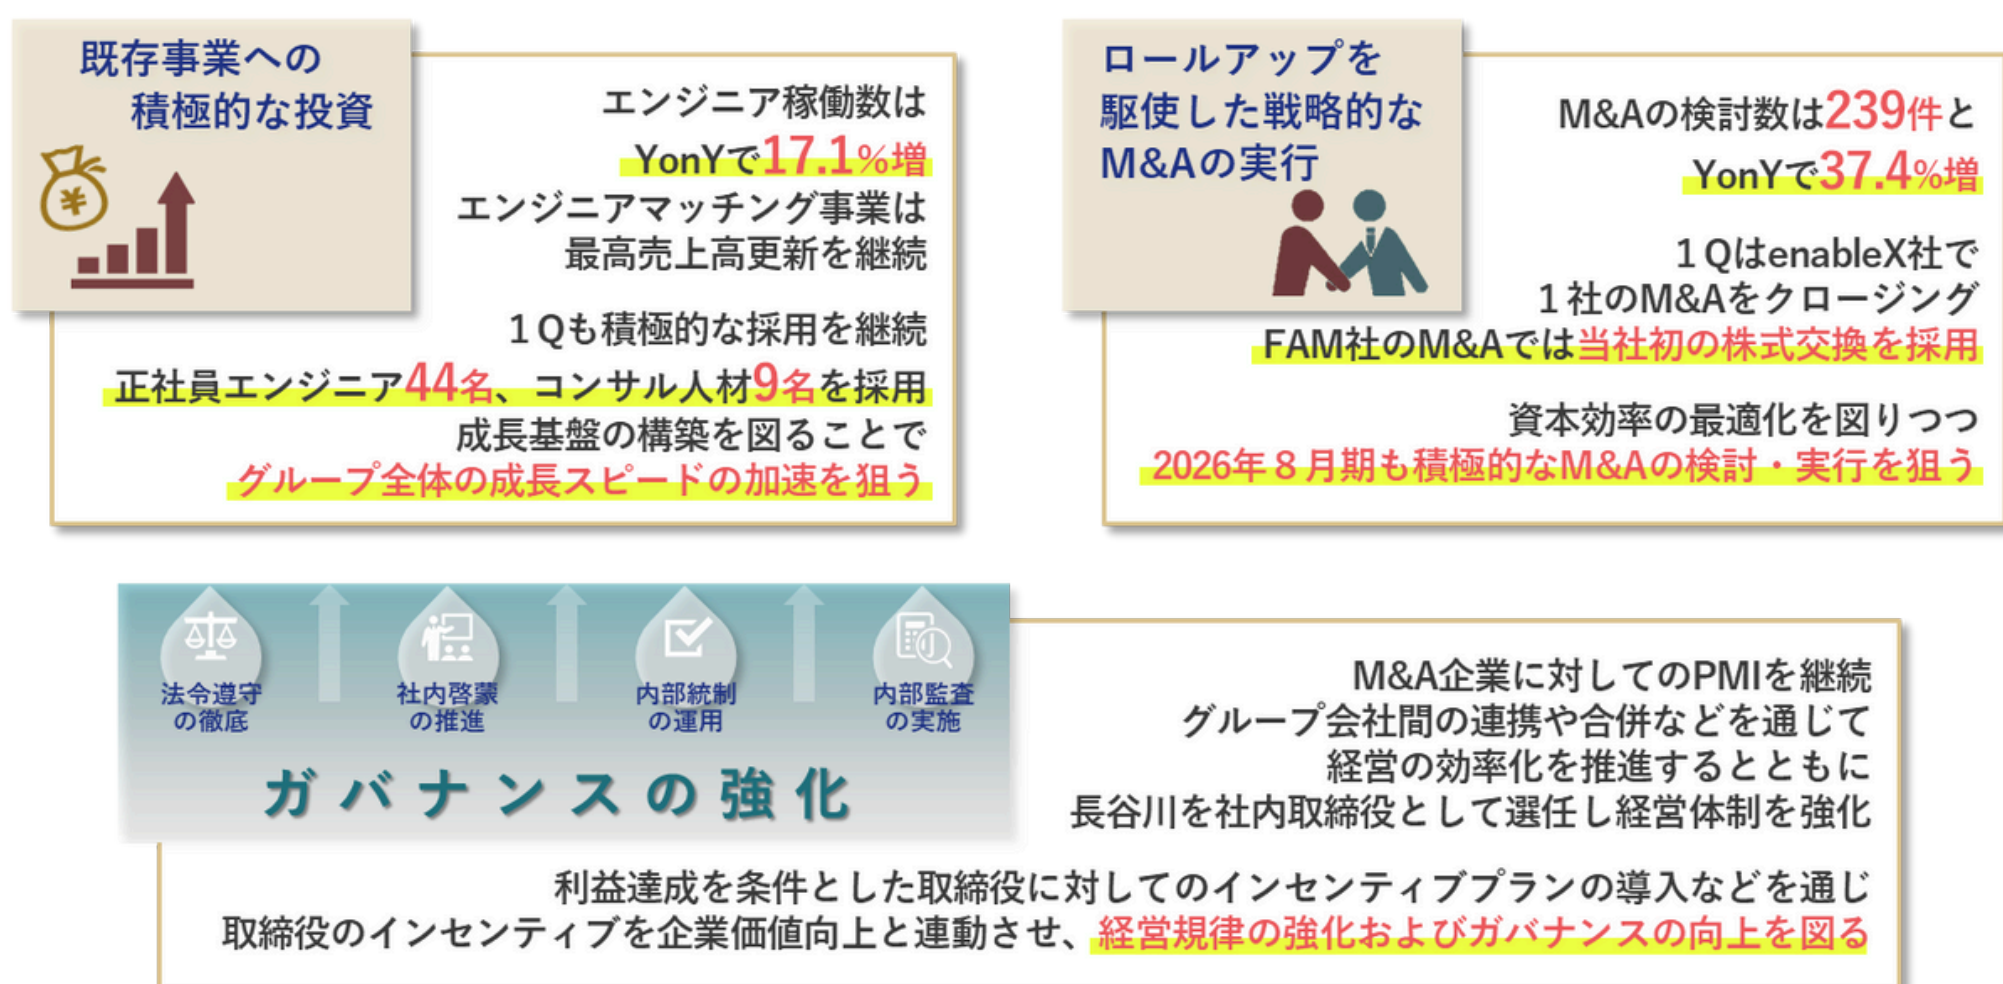 既存事業への
積極的な投資
エンジニア稼働数は
YonYで17.1%増
エンジニアマッチング事業は
最高売上高更新を継続
１Qも積極的な採用を継続
正社員エンジニア44名、コンサル人材9名を採用
成長基盤の構築を図ることで
グループ全体の成長スピードの加速を狙う
ロールアップを
駆使した戦略的な
M&Aの実行
M&Aの検討数は239件と
YonYで37.4%増
１QはenableX社で
１社のM&Aをクロージング
FAM社のM&Aでは当社初の株式交換を採用
資本効率の最適化を図りつつ
2026年８月期も積極的なM&Aの検討・実行を狙う
法令遵守
の徹底
社内啓蒙
の推進
内部統制
の運用
内部監査
の実施
ガバナンスの強化
M&A企業に対してのPMIを継続
グループ会社間の連携や合併などを通じて
経営の効率化を推進するとともに
長谷川を社内取締役として選任し経営体制を強化
利益達成を条件とした取締役に対してのインセンティブプランの導入などを通じ
取締役のインセンティブを企業価値向上と連動させ、経営規律の強化およびガバナンスの向上を図る